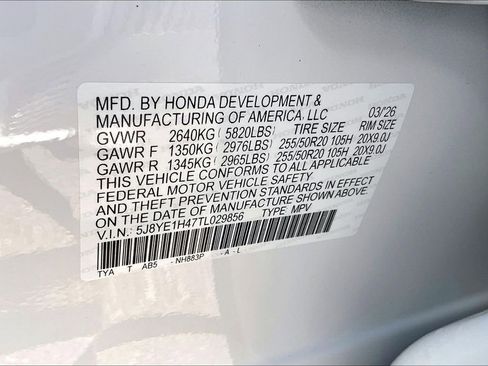 MFD. BY HONDA DEVELOPMENT &
MANUFACTURING OF AMERICA, LLC 03/26
GVWR 2640KG (5820LBS) TIRE SIZE RIM SIZE
GAWR F 1350KG (2976LBS) 255/50R20 105H 20X9.0J
GAWR R 1345KG (2965LBS) 255/50R20 105H 20X9.0J
THIS VEHICLE CONFORMS TO ALL APPLICABLE
FEDERAL MOTOR VEHICLE SAFETY
AND THEFT PREVENTION STANDARDS IN EFFECT
ON THE DATE OF MANUFACTURE SHOWN ABOVE.
V.I.N.: 5J8YE1H47TL029856 TYPE MPV
TYA T AB5 - NH883P - A - L